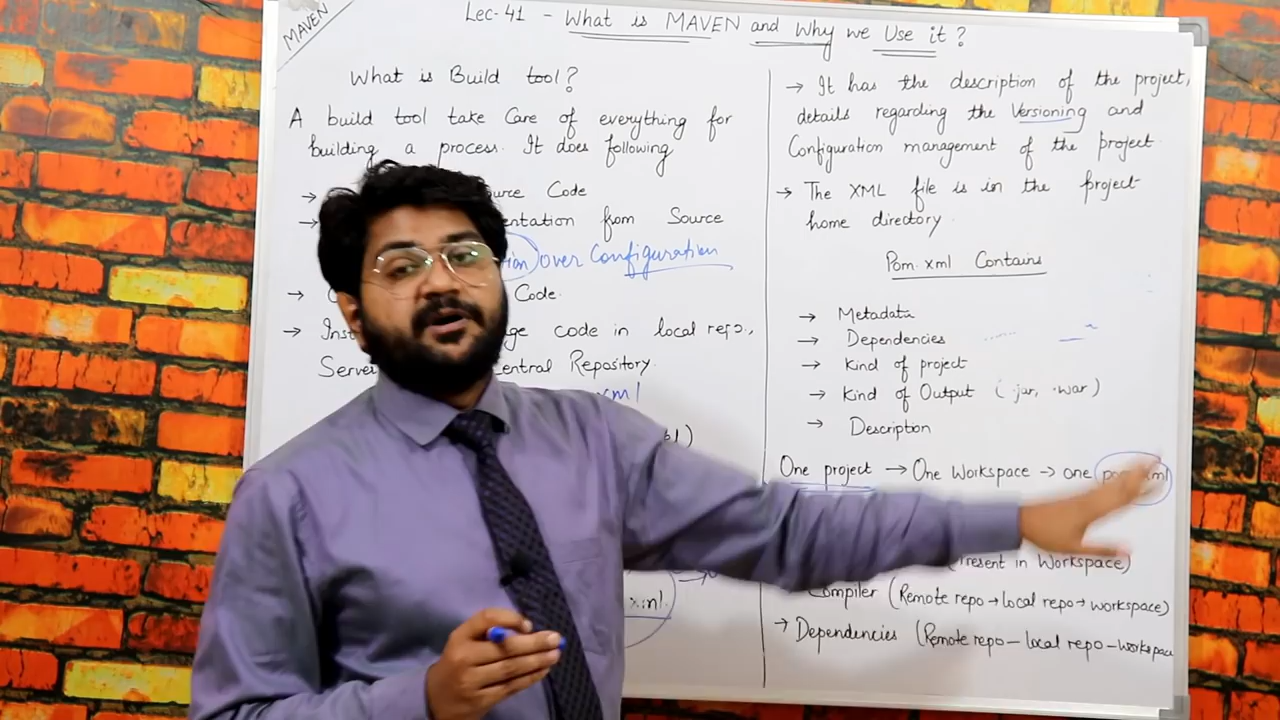 MAVEN
Lec-41 - What is MAVEN and Why we Use it?
What is Build tool?
A build tool take Care of everything for
building a process. It does following
→ Source Code
→ from Source
over Configuration
→ Code.
→ code in local repo.,
Central Repository
→ It has the description of the project,
details regarding the Versioning and
Configuration management of the project.
→ The XML file is in the project
home directory.
Pom.xml Contains
→ Metadata
→ Dependencies
→ Kind of project
→ Kind of Output (.jar, .war)
→ Description
One project → One Workspace → one
(Present in Workspace)
Compiler (Remote repo → local repo → workspace)
→ Dependencies (Remote repo - local repo - workspace